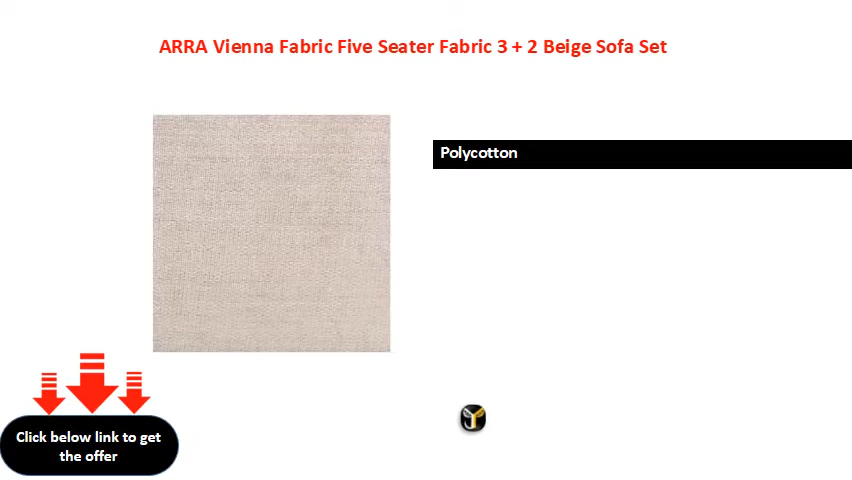 ARRA Vienna Fabric Five Seater Fabric 3 + 2 Beige Sofa Set
Polycotton
Click below link to get
the offer